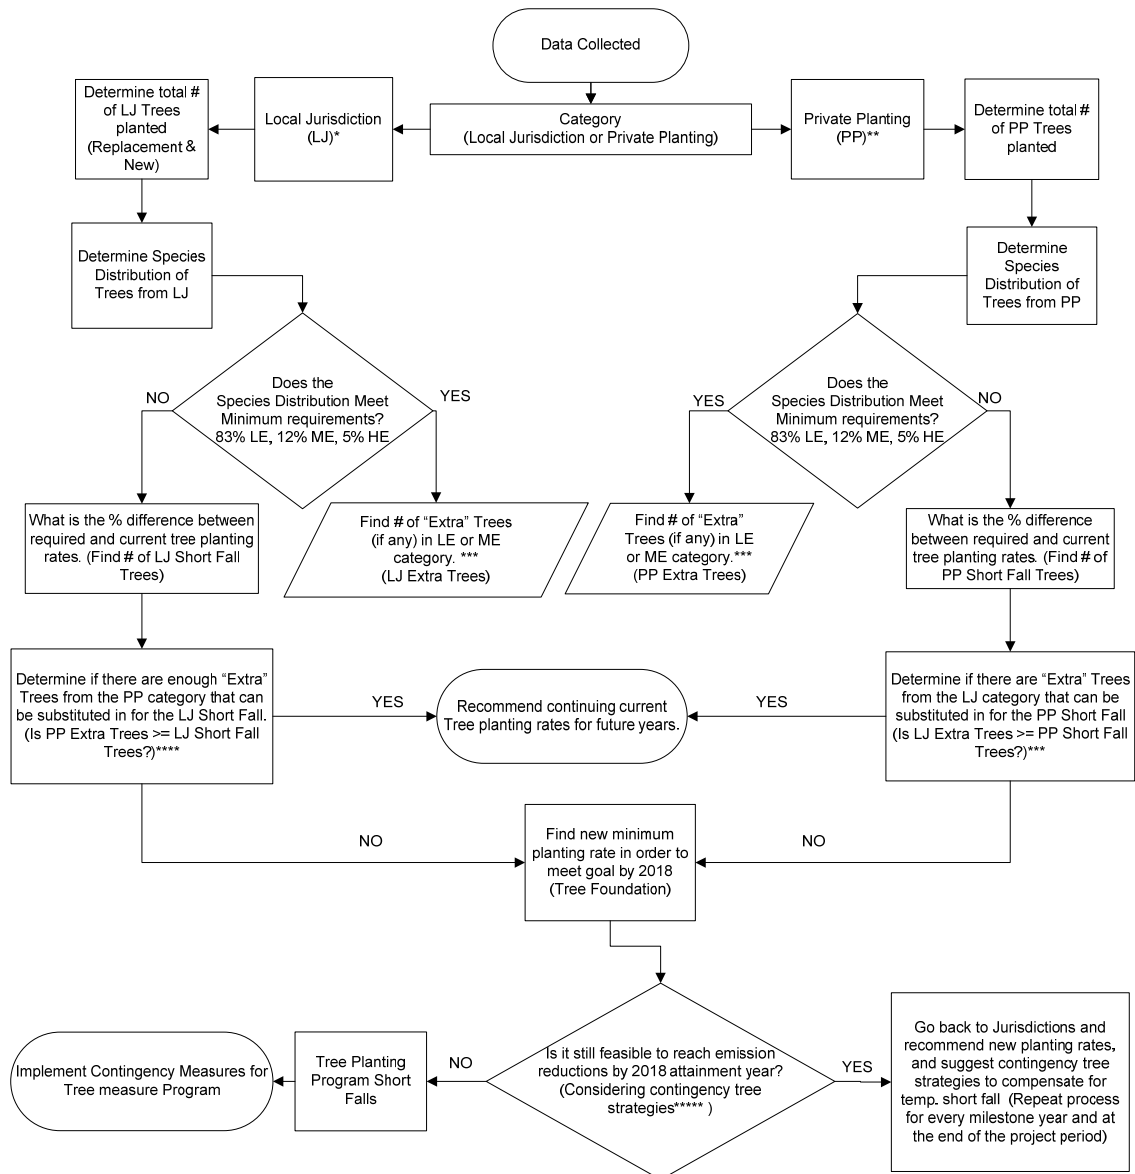 Data Collected
Determine total #
of LJ Trees
planted
(Replacement &
New)
Local Jurisdiction
(LJ)*
Category
(Local Jurisdiction or Private Planting)
Private Planting
(PP)**
Determine total #
of PP Trees
planted
Determine Species
Distribution of
Trees from LJ
Determine
Species
Distribution of
Trees from PP
Does the
Species Distribution Meet
Minimum requirements?
83% LE, 12% ME, 5% HE
NO
YES
Does the
Species Distribution Meet
Minimum requirements?
83% LE, 12% ME, 5% HE
YES
NO
What is the % difference between
required and current tree planting
rates. (Find # of LJ Short Fall
Trees)
Find # of “Extra” Trees
(if any) in LE or ME
category. ***
(LJ Extra Trees)
Find # of “Extra”
Trees (if any) in LE
or ME category.***
(PP Extra Trees)
What is the % difference
between required and current
tree planting rates. (Find # of
PP Short Fall Trees)
Determine if there are enough “Extra”
Trees from the PP category that can
be substituted in for the LJ Short Fall.
(Is PP Extra Trees >= LJ Short Fall
Trees?)****
YES
Recommend continuing current
Tree planting rates for future years.
YES
Determine if there are “Extra” Trees
from the LJ category that can be
substituted in for the PP Short Fall
(Is LJ Extra Trees >= PP Short Fall
Trees?)***
NO
Find new minimum
planting rate in order to
meet goal by 2018
(Tree Foundation)
NO
Implement Contingency Measures for
Tree measure Program
Tree Planting
Program Short
Falls
NO
Is it still feasible to reach emission
reductions by 2018 attainment year?
(Considering contingency tree
strategies***** )
YES
Go back to Jurisdictions and
recommend new planting rates,
and suggest contingency tree
strategies to compensate for
temp. short fall (Repeat process
for every milestone year and at
the end of the project period)